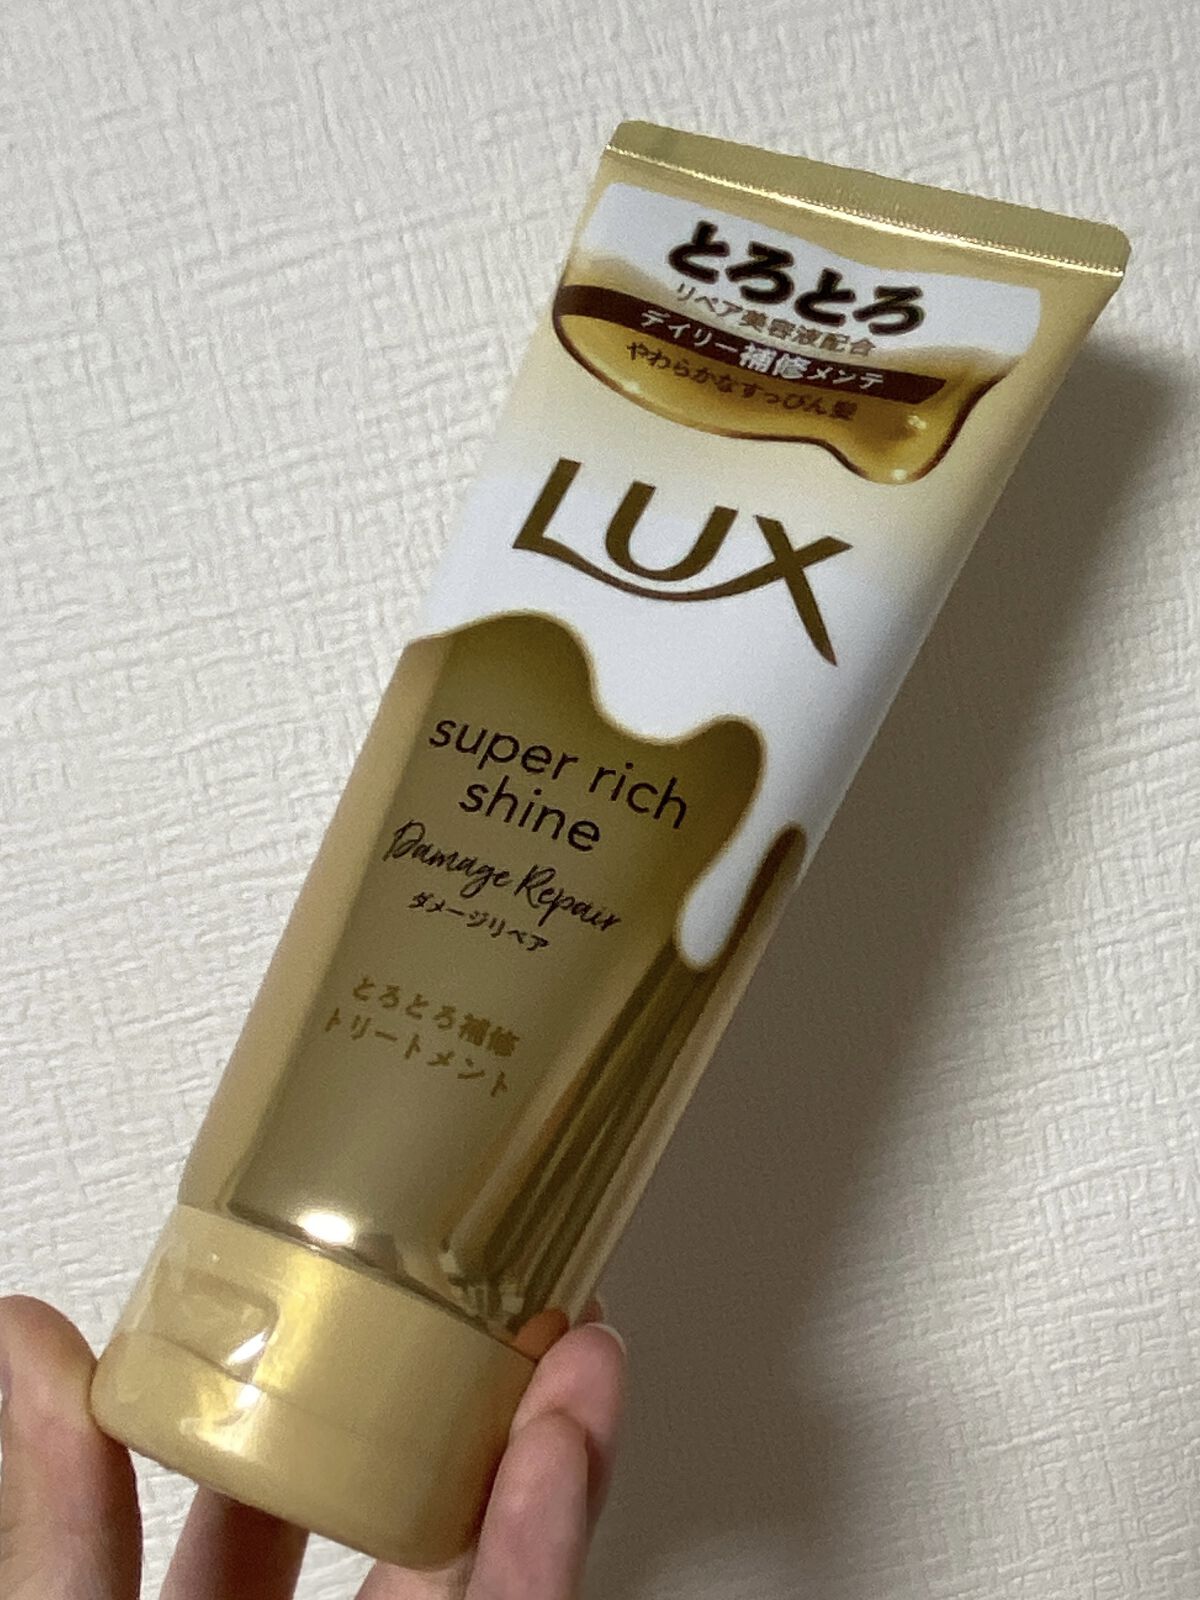 とろとろ
リペア美容液配合
デイリー補修メンテ
やわらかなすっぴん髪
LUX
super rich
shine
Damage Repair
ダメージリペア
とろとろ補修
トリートメント